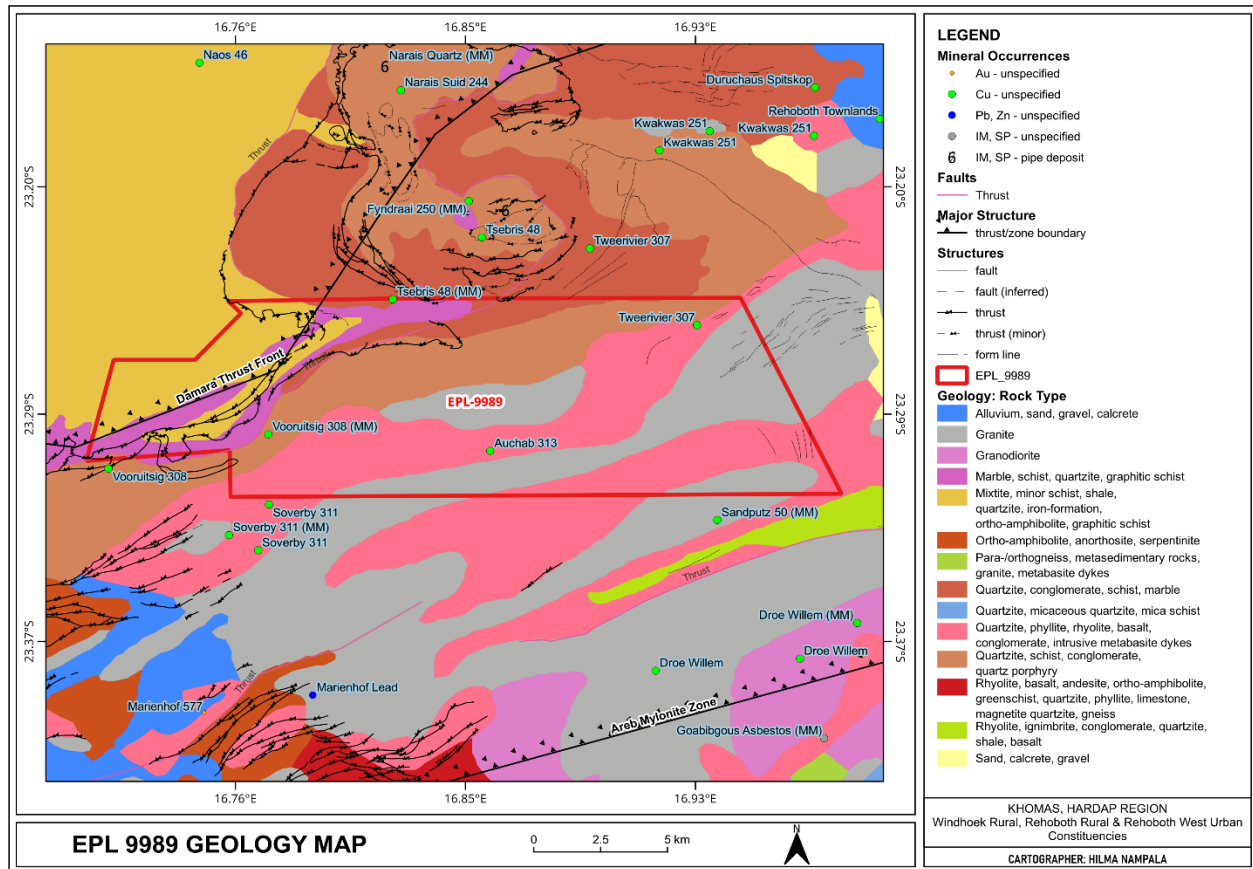 16.76°E
16.85°E
16.93°E
Naos 46
Narais Quartz (MM)
6
Narais Suid 244
Duruchaus Spitskop
Rehoboth Townlands
Kwakwas 251
Kwakwas 251
Kwakwas 251
Thrust
23.20°S
23.20°S
Fyndraai 250 (MM)
6
Tsebris 48
Tweerivier 307
Tsebris 48 (MM)
Tweerivier 307
Thrust
Damara Thrust Front
EPL-9989
23.29°S
23.29°S
Vooruitsig 308 (MM)
Auchab 313
Vooruitsig 308
Soverby 311
Soverby 311 (MM)
Soverby 311
Sandputz 50 (MM)
Thrust
23.37°S
23.37°S
Droe Willem (MM)
Droe Willem
Droe Willem
Thrust
Marienhof Lead
Marienhof 577
Areb Mylonite Zone
Goabibgous Asbestos (MM)
16.76°E
16.85°E
16.93°E
EPL 9989 GEOLOGY MAP
0 2.5 5 km
N
LEGEND
Mineral Occurrences
Au - unspecified
Cu - unspecified
Pb, Zn - unspecified
IM, SP - unspecified
6 IM, SP - pipe deposit
Faults
Thrust
Major Structure
thrust/zone boundary
Structures
fault
fault (inferred)
thrust
thrust (minor)
form line
EPL_9989
Geology: Rock Type
Alluvium, sand, gravel, calcrete
Granite
Granodiorite
Marble, schist, quartzite, graphitic schist
Mixtite, minor schist, shale,
quartzite, iron-formation,
ortho-amphibolite, graphitic schist
Ortho-amphibolite, anorthosite, serpentinite
Para-/orthogneiss, metasedimentary rocks,
granite, metabasite dykes
Quartzite, conglomerate, schist, marble
Quartzite, micaceous quartzite, mica schist
Quartzite, phyllite, rhyolite, basalt,
conglomerate, intrusive metabasite dykes
Quartzite, schist, conglomerate,
quartz porphyry
Rhyolite, basalt, andesite, ortho-amphibolite,
greenschist, quartzite, phyllite, limestone,
magnetite quartzite, gneiss
Rhyolite, ignimbrite, conglomerate, quartzite,
shale, basalt
Sand, calcrete, gravel
KHOMAS, HARDAP REGION
Windhoek Rural, Rehoboth Rural & Rehoboth West Urban
Constituencies
CARTOGRAPHER: HILMA NAMPALA